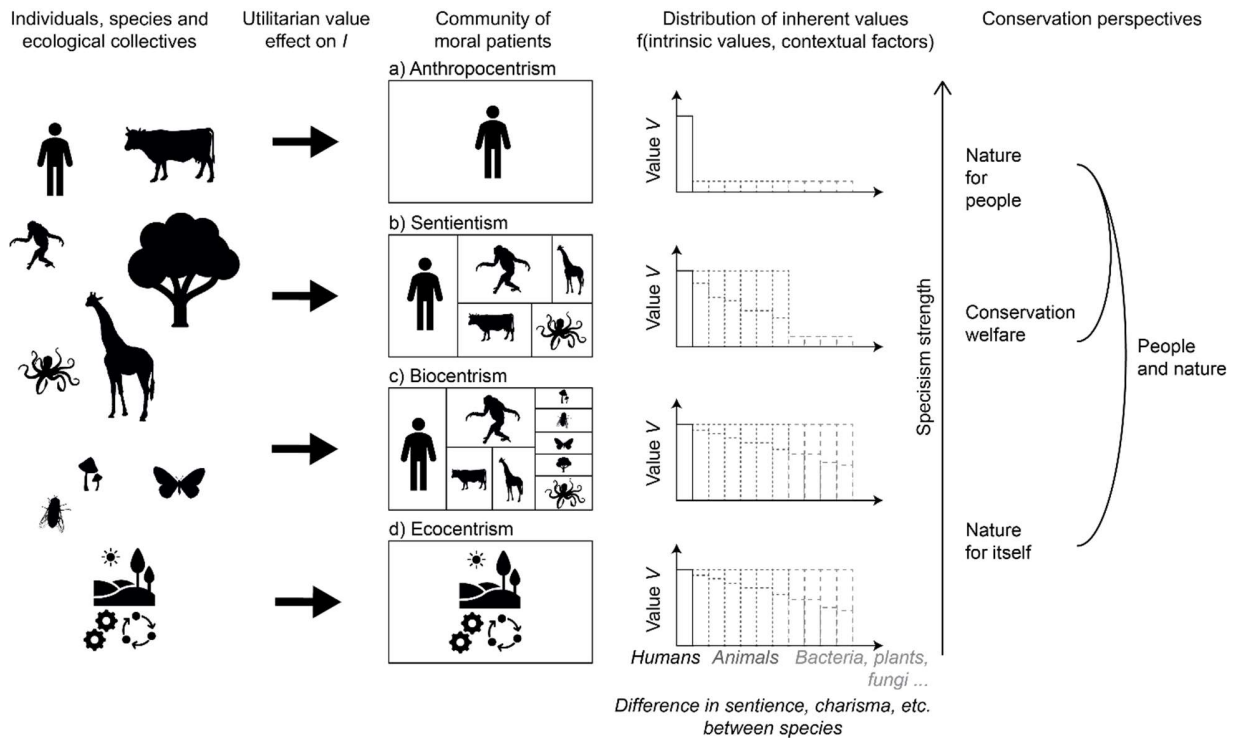 Individuals, species and
ecological collectives
Utilitarian value
effect on I
Community of
moral patients
Distribution of inherent values
f(intrinsic values, contextual factors)
Conservation perspectives
a) Anthropocentrism
Value V
Nature
for
people
b) Sentientism
Value V
Conservation
welfare
People
and nature
Specisism strength
c) Biocentrism
Value V
d) Ecocentrism
Value V
Nature
for itself
Humans Animals Bacteria, plants,
fungi ...
Difference in sentience, charisma, etc.
between species